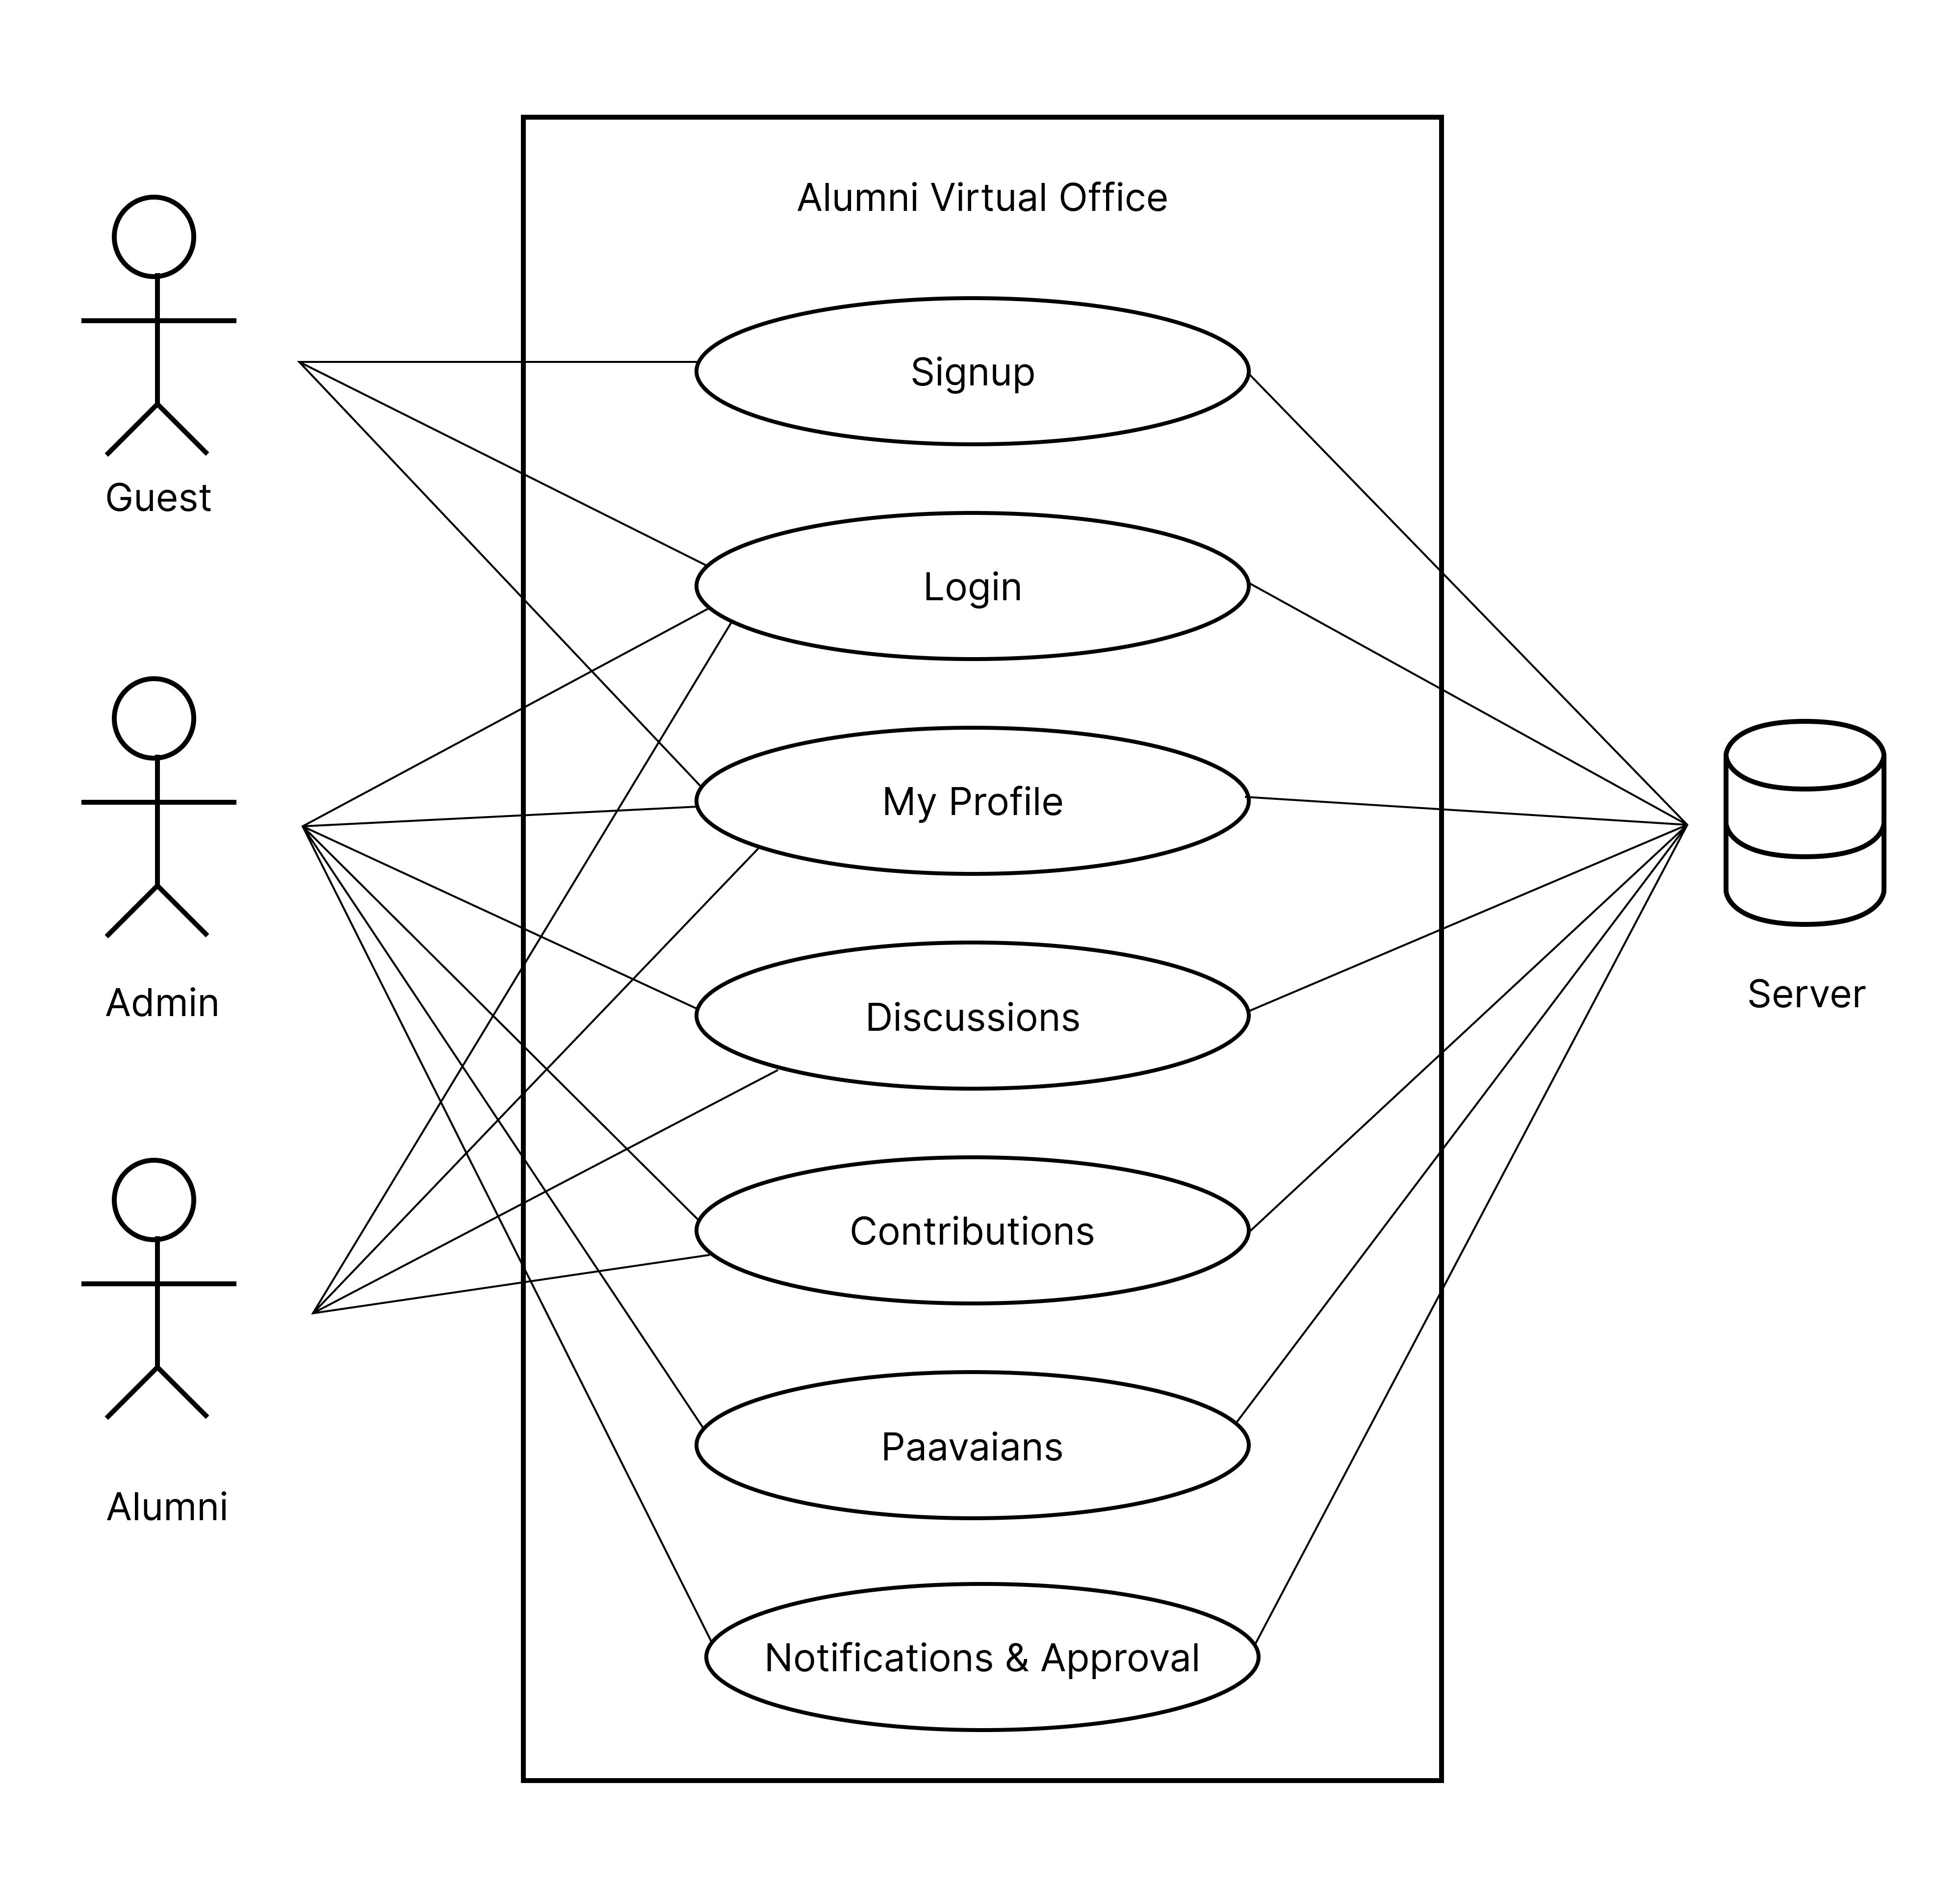 Alumni Virtual Office
Guest
Signup
Login
My Profile
Admin
Discussions
Server
Contributions
Alumni
Paavaians
Notifications & Approval